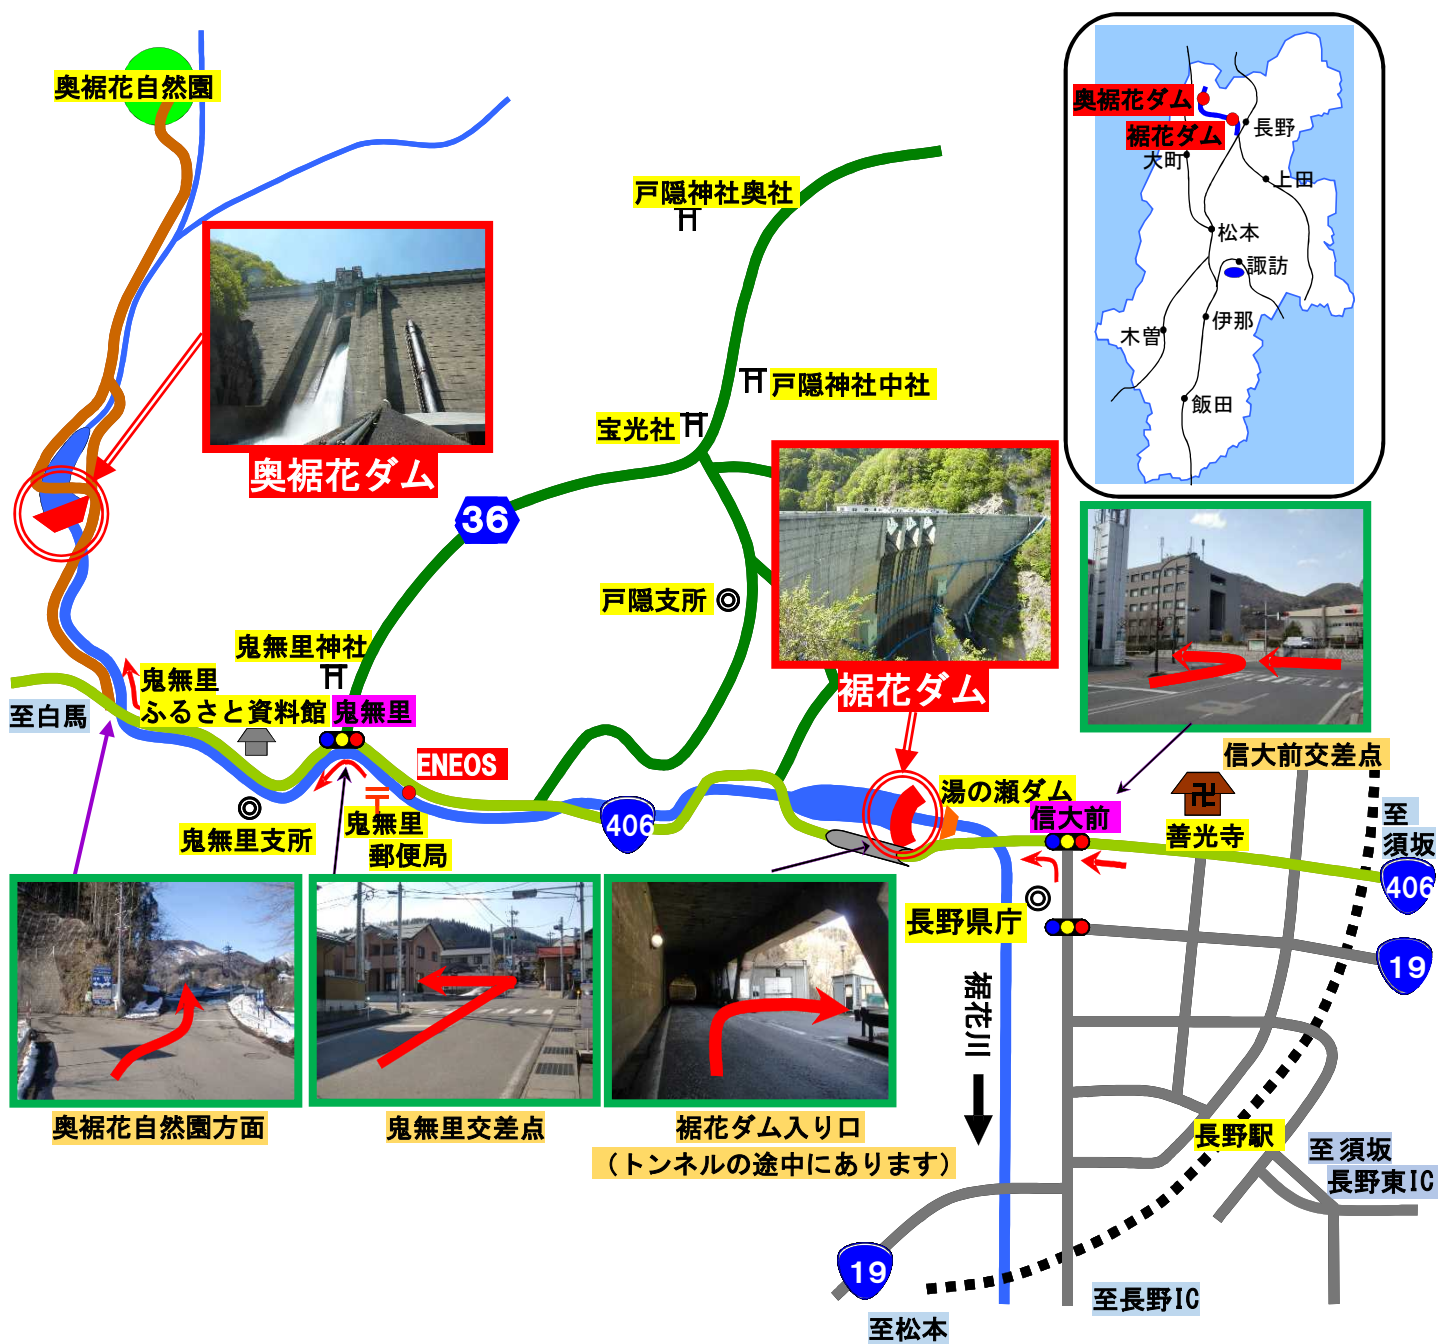 奥裾花自然園
奥裾花ダム
裾花ダム
長野
大町
上田
松本
諏訪
伊那
木曽
飯田
戸隠神社奥社
戸隠神社中社
宝光社
奥裾花ダム
36
戸隠支所
鬼無里神社
鬼無里
ふるさと資料館
鬼無里
至白馬
裾花ダム
ENEOS
信大前交差点
湯の瀬ダム
信大前
善光寺
至
須坂
406
鬼無里支所
鬼無里
郵便局
406
長野県庁
19
裾花川
奥裾花自然園方面
鬼無里交差点
裾花ダム入り口
（トンネルの途中にあります）
長野駅
至須坂
長野東IC
19
至長野IC
至松本